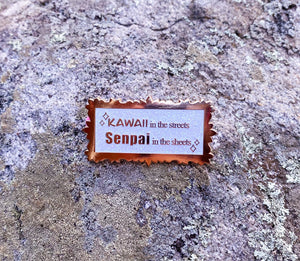 KAWAII in the streets
Senpai in the sheets